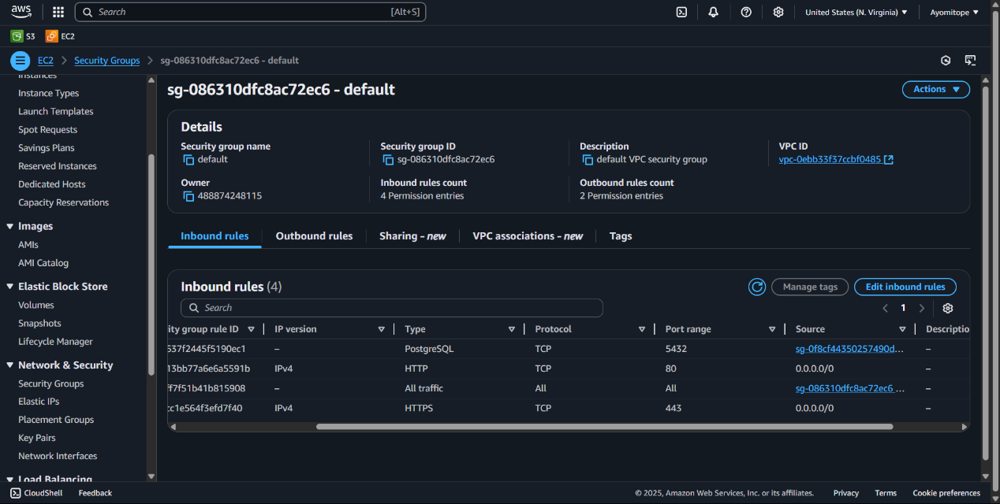 aws
Search [Alt+S]
United States (N. Virginia)
Ayomitope
S3
EC2
EC2 > Security Groups > sg-086310dfc8ac72ec6 - default
Instances
Instance Types
Launch Templates
Spot Requests
Savings Plans
Reserved Instances
Dedicated Hosts
Capacity Reservations
Images
AMIs
AMI Catalog
Elastic Block Store
Volumes
Snapshots
Lifecycle Manager
Network & Security
Security Groups
Elastic IPs
Placement Groups
Key Pairs
Network Interfaces
Load Balancing
sg-086310dfc8ac72ec6 - default
Actions
Details
Security group name
default
Security group ID
sg-086310dfc8ac72ec6
Description
default VPC security group
VPC ID
vpc-0ebb33f37ccbf0485
Owner
488874248115
Inbound rules count
4 Permission entries
Outbound rules count
2 Permission entries
Inbound rules
Outbound rules
Sharing - new
VPC associations - new
Tags
Inbound rules (4)
Manage tags
Edit inbound rules
Search
1
ity group rule ID IP version Type Protocol Port range Source Descriptio
537f2445f5190ec1 – PostgreSQL TCP 5432 sg-0f8cf44350257490d... –
13bb77a6e6a5591b IPv4 HTTP TCP 80 0.0.0.0/0 –
ff7f51b41b815908 – All traffic All All sg-086310dfc8ac72ec6 ... –
cc1e564f3efd7f40 IPv4 HTTPS TCP 443 0.0.0.0/0 –
CloudShell
Feedback
© 2025, Amazon Web Services, Inc. or its affiliates.
Privacy
Terms
Cookie preferences